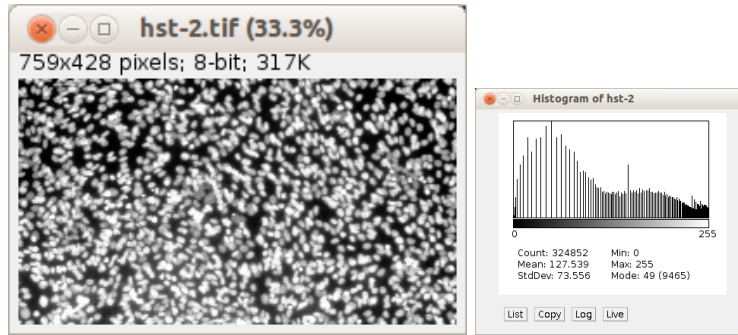 hst-2.tif (33.3%)
759x428 pixels; 8-bit; 317K
Histogram of hst-2
0 255
Count: 324852 Min: 0
Mean: 127.539 Max: 255
StdDev: 73.556 Mode: 49 (9465)
List Copy Log Live